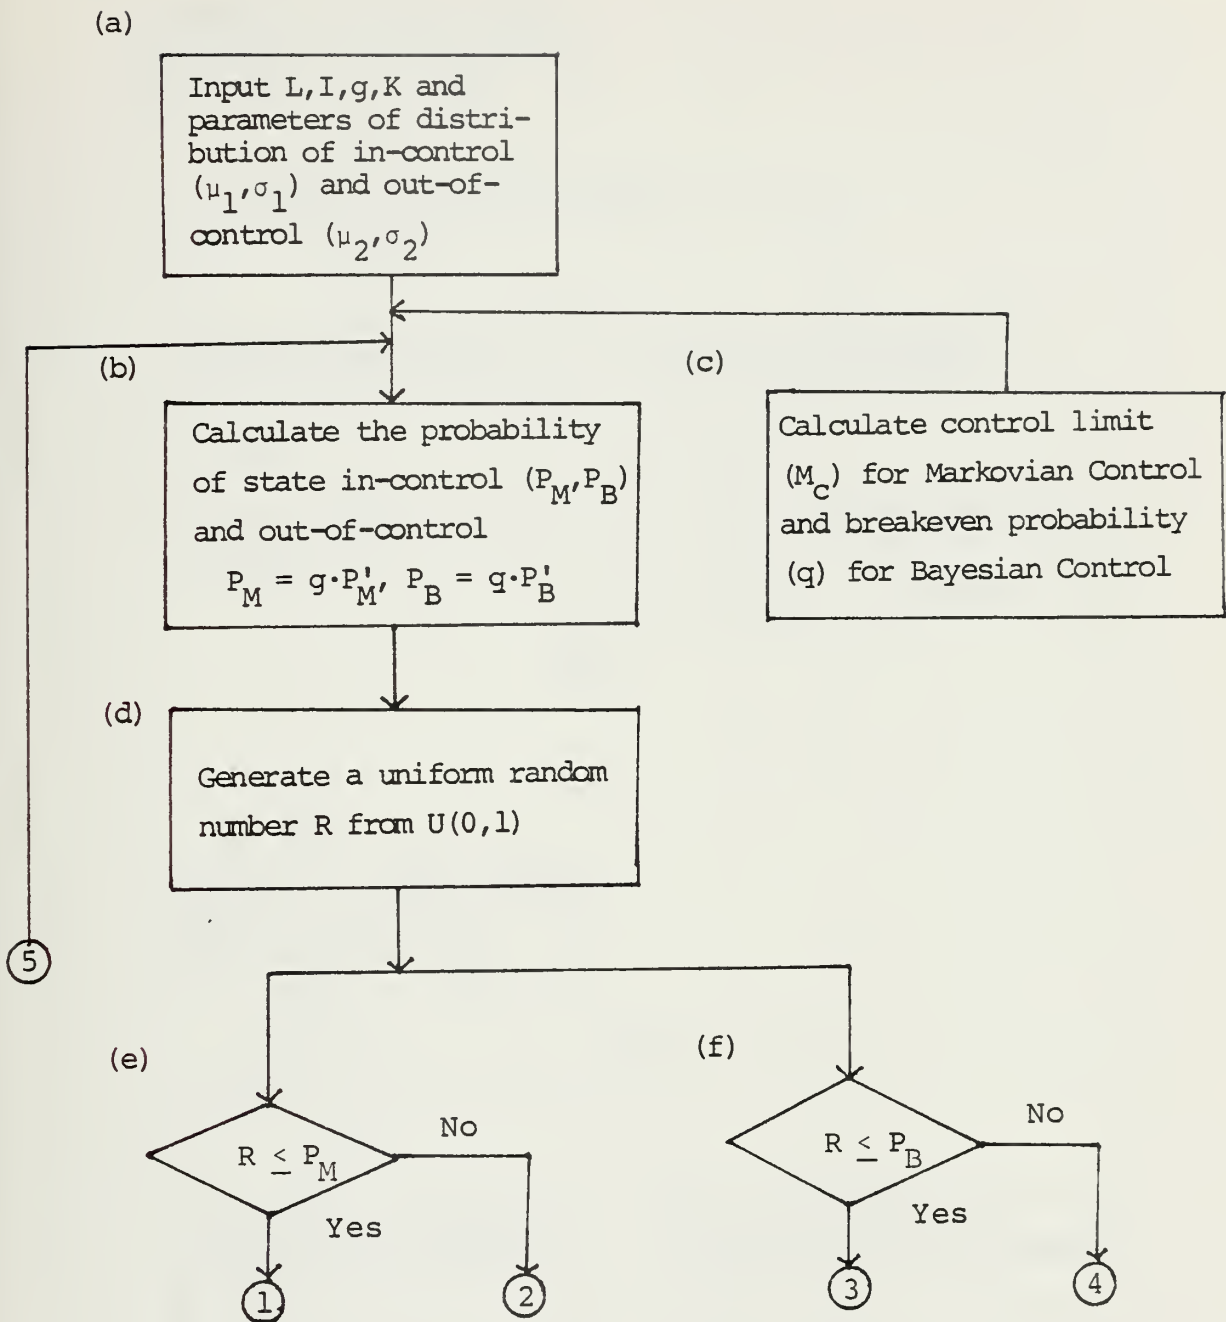 (a)
Input L,I,g,K and
parameters of distri-
bution of in-control
(μ1,σ1) and out-of-
control (μ2,σ2)
(b)
Calculate the probability
of state in-control (PM,PB)
and out-of-control
PM = g·P'M, PB = g·P'B
(c)
Calculate control limit
(Mc) for Markovian Control
and breakeven probability
(q) for Bayesian Control
(d)
Generate a uniform random
number R from U(0,1)
5
(e)
R ≤ PM
No
Yes
1
2
(f)
R ≤ PB
No
Yes
3
4